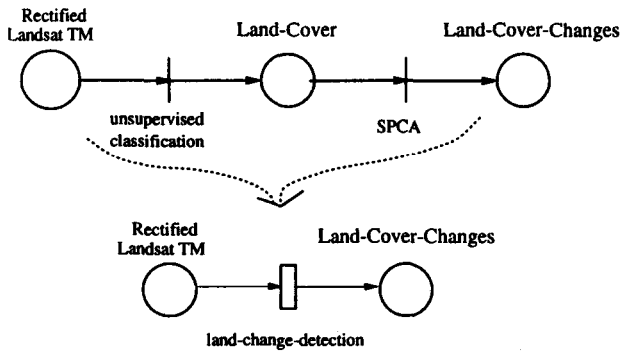 Rectified
Landsat TM
Land-Cover
Land-Cover-Changes
unsupervised
classification
SPCA
Rectified
Landsat TM
Land-Cover-Changes
land-change-detection